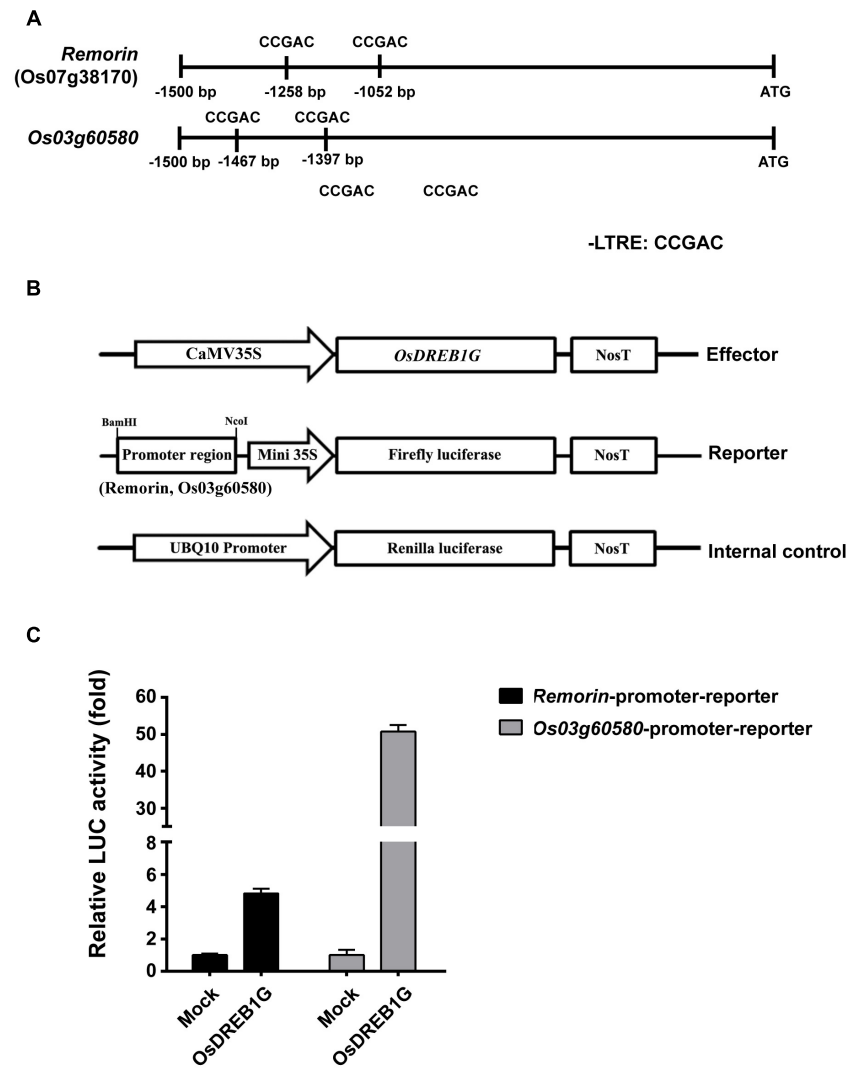 A
CCGAC CCGAC
Remorin
(Os07g38170)
-1500 bp -1258 bp -1052 bp ATG
CCGAC CCGAC
Os03g60580
-1500 bp -1467 bp -1397 bp ATG
CCGAC CCGAC
-LTRE: CCGAC
B
CaMV35S OsDREB1G NosT Effector
BamHI NcoI
Promoter region Mini 35S Firefly luciferase NosT Reporter
(Remorin, Os03g60580)
UBQ10 Promoter Renilla luciferase NosT Internal control
C
Relative LUC activity (fold)
60
50
40
30
8
6
4
2
0
Mock
OsDREB1G
Mock
OsDREB1G
Remorin-promoter-reporter
Os03g60580-promoter-reporter